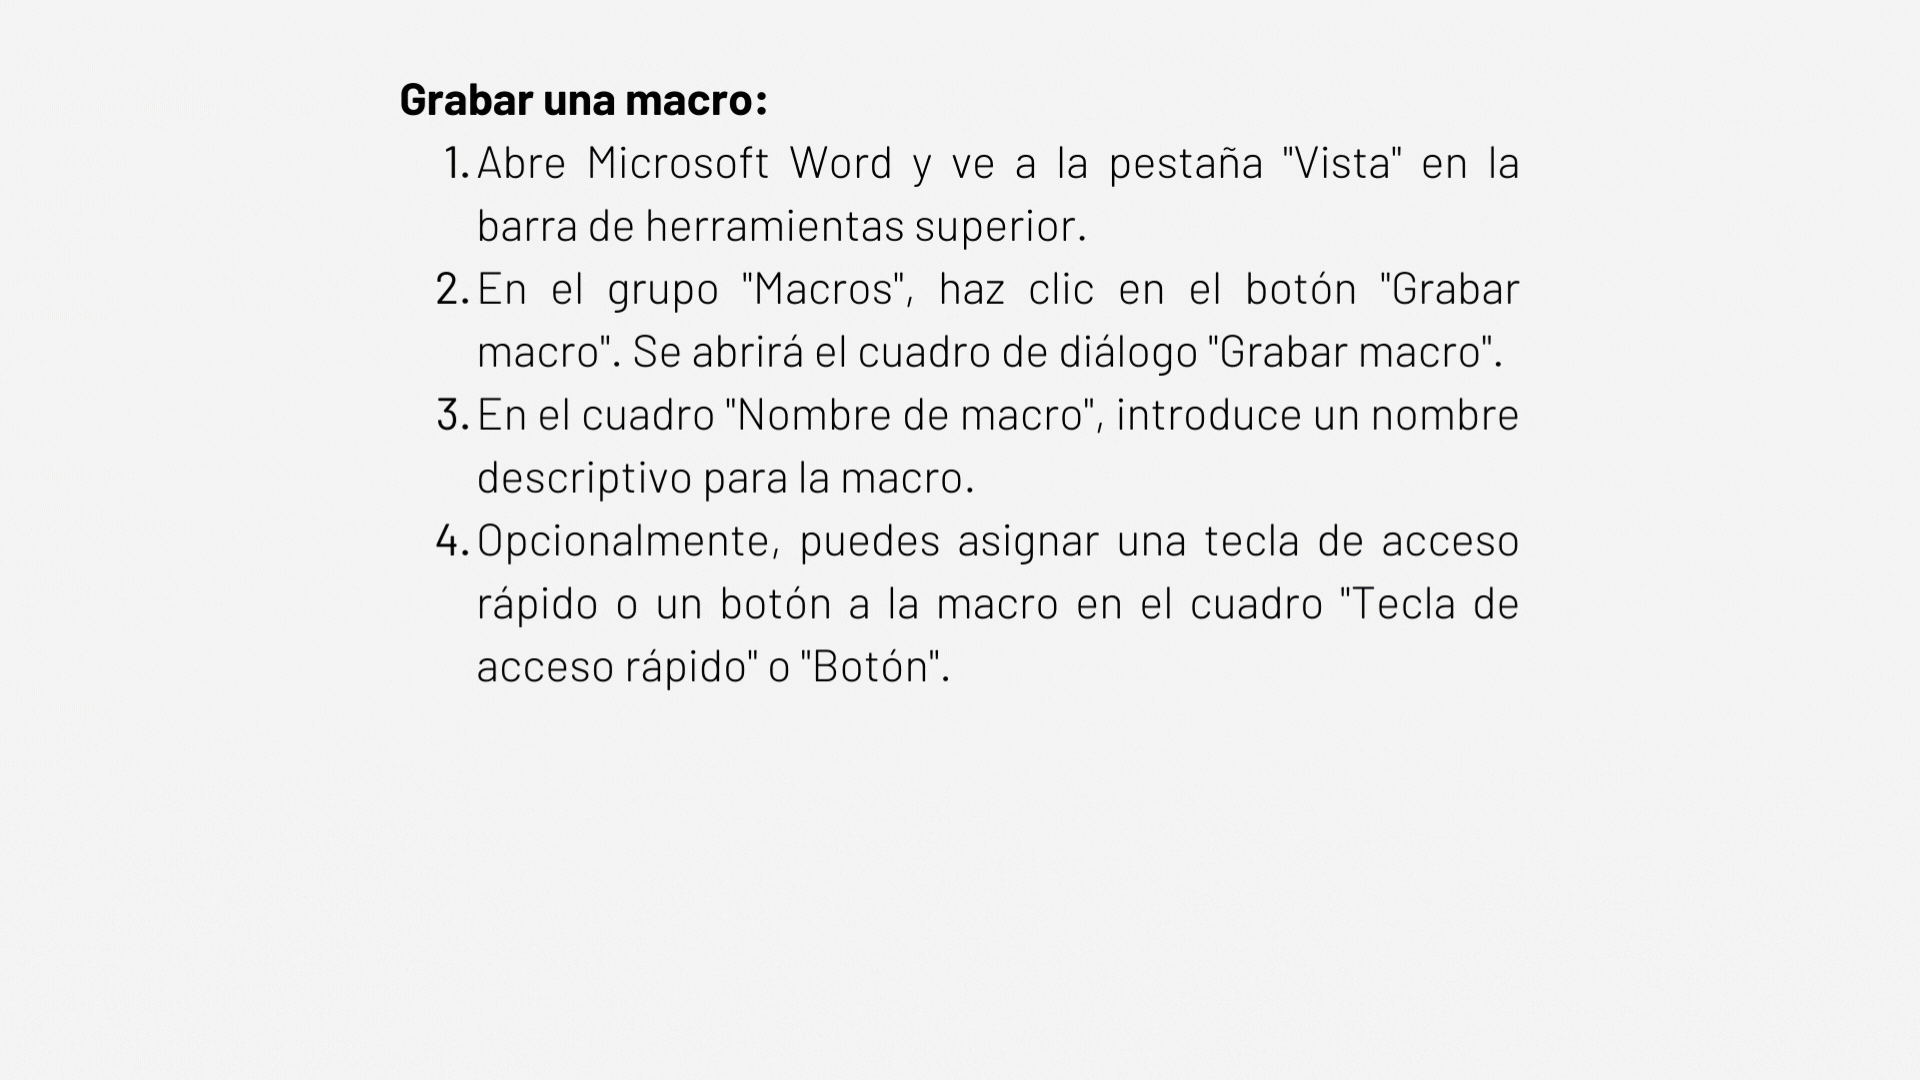 Grabar una macro:
1. Abre Microsoft Word y ve a la pestaña "Vista" en la
barra de herramientas superior.
2. En el grupo "Macros", haz clic en el botón "Grabar
macro". Se abrirá el cuadro de diálogo "Grabar macro".
3. En el cuadro "Nombre de macro", introduce un nombre
descriptivo para la macro.
4. Opcionalmente, puedes asignar una tecla de acceso
rápido o un botón a la macro en el cuadro "Tecla de
acceso rápido" o "Botón".